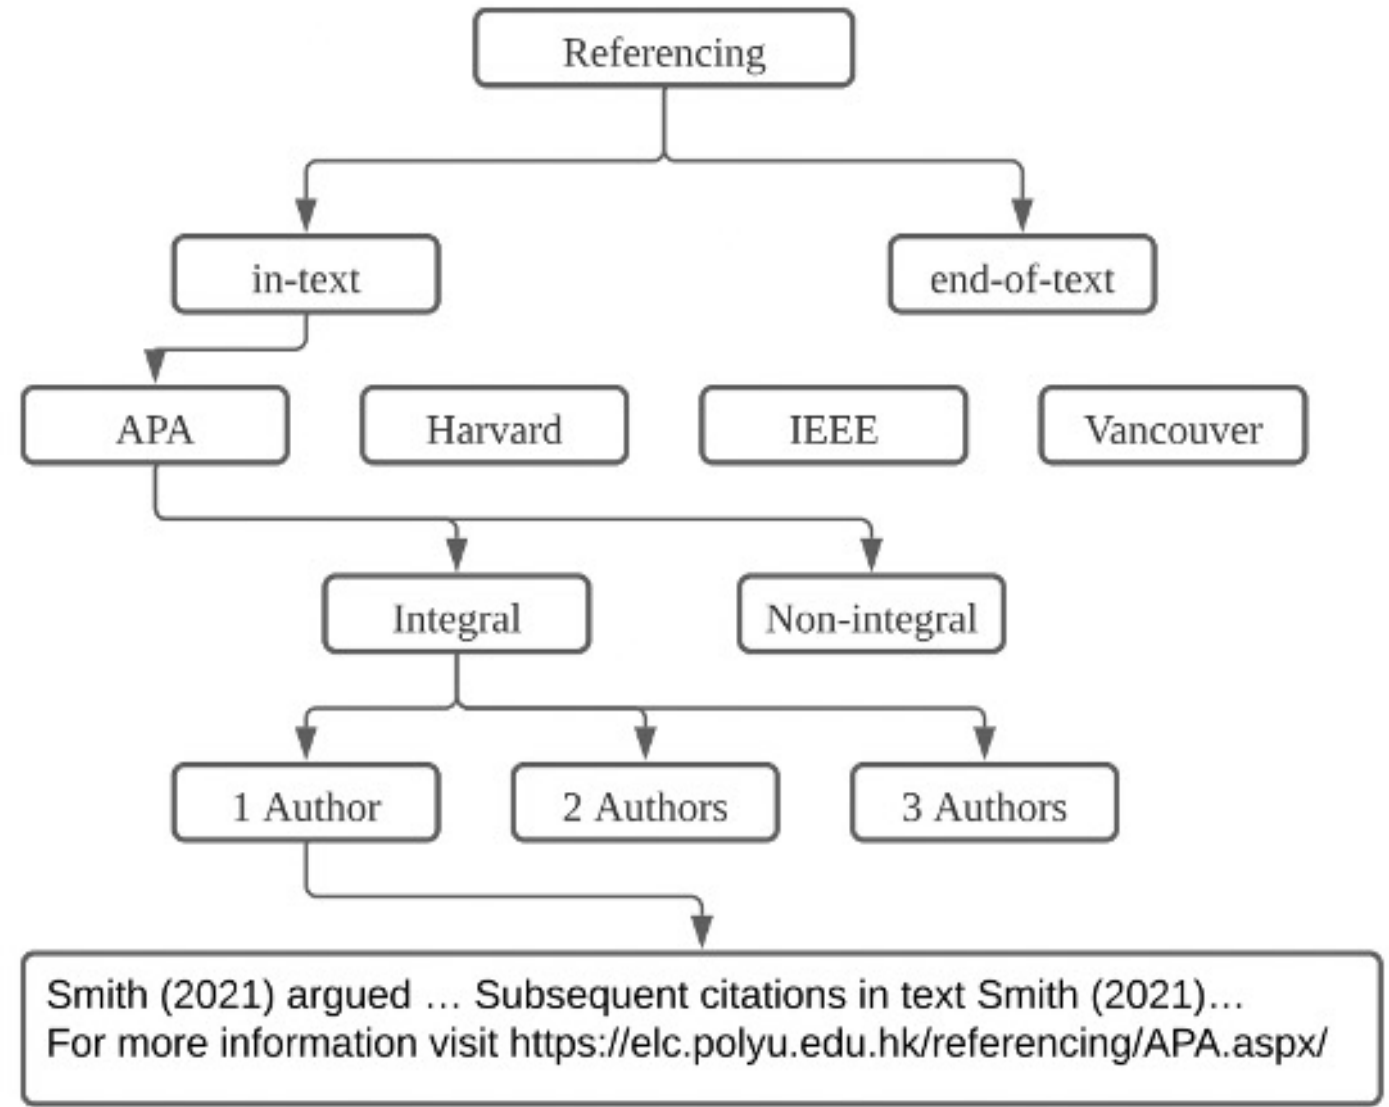 Referencing
in-text
end-of-text
APA
Harvard
IEEE
Vancouver
Integral
Non-integral
1 Author
2 Authors
3 Authors
Smith (2021) argued … Subsequent citations in text Smith (2021)…
For more information visit https://elc.polyu.edu.hk/referencing/APA.aspx/